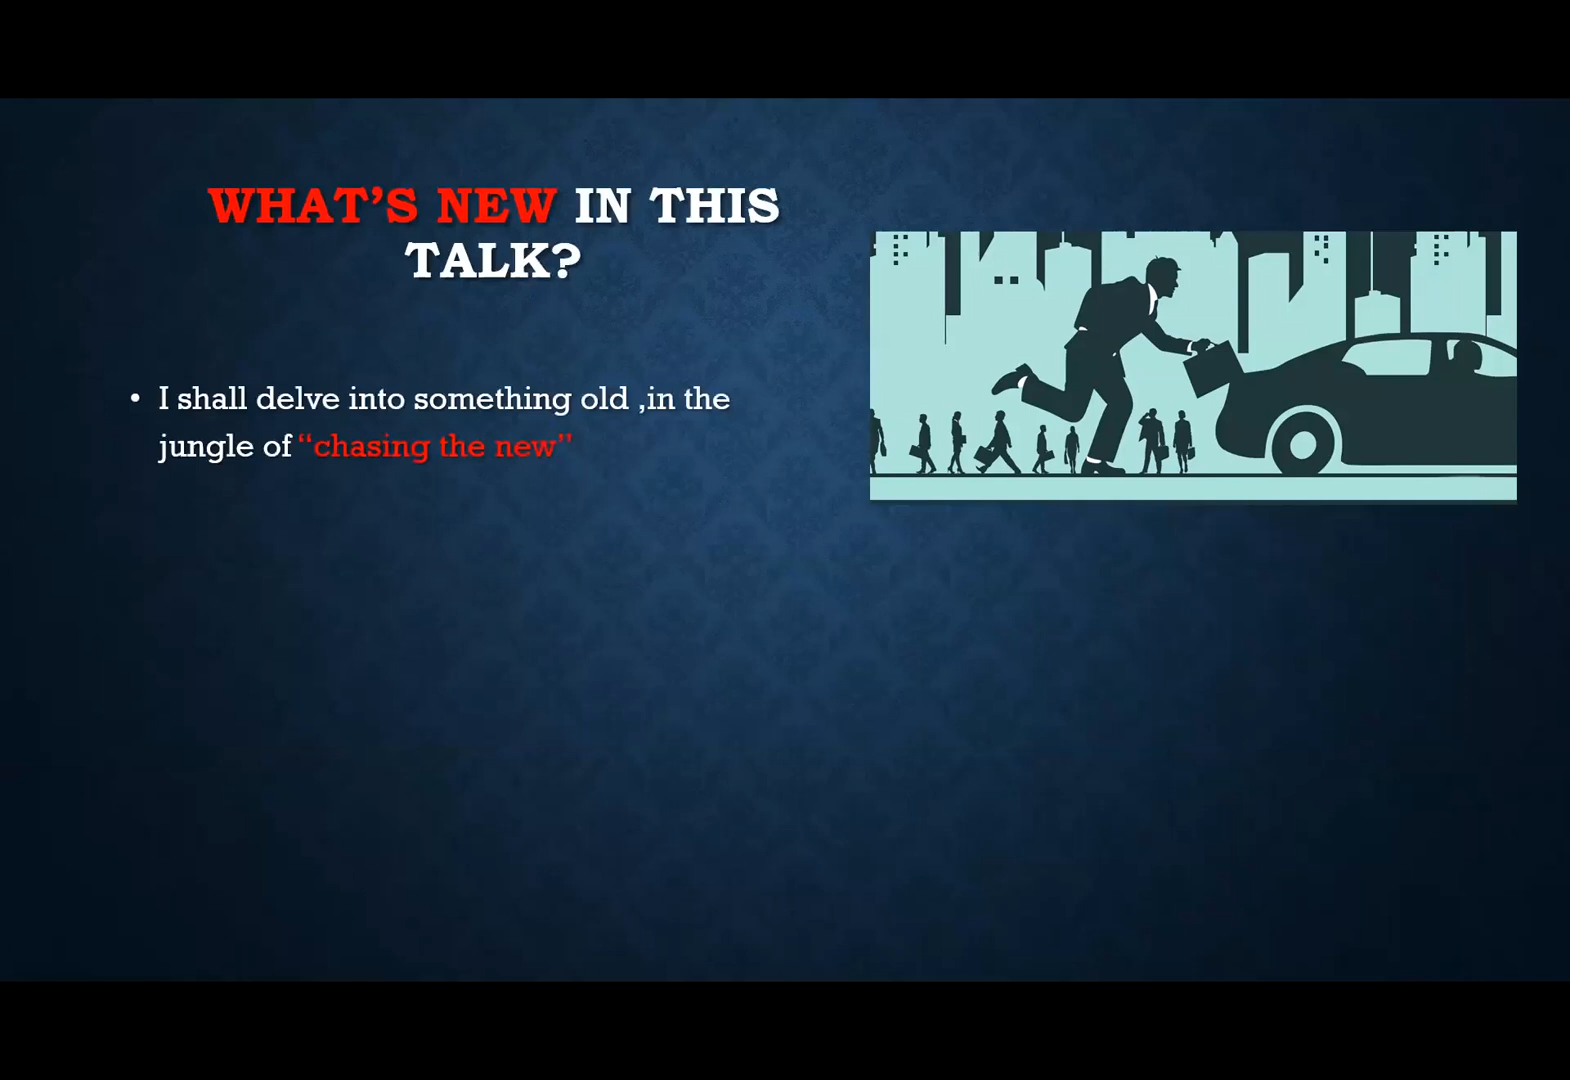 WHAT’S NEW IN THIS
TALK?
• I shall delve into something old ,in the
jungle of “chasing the new”